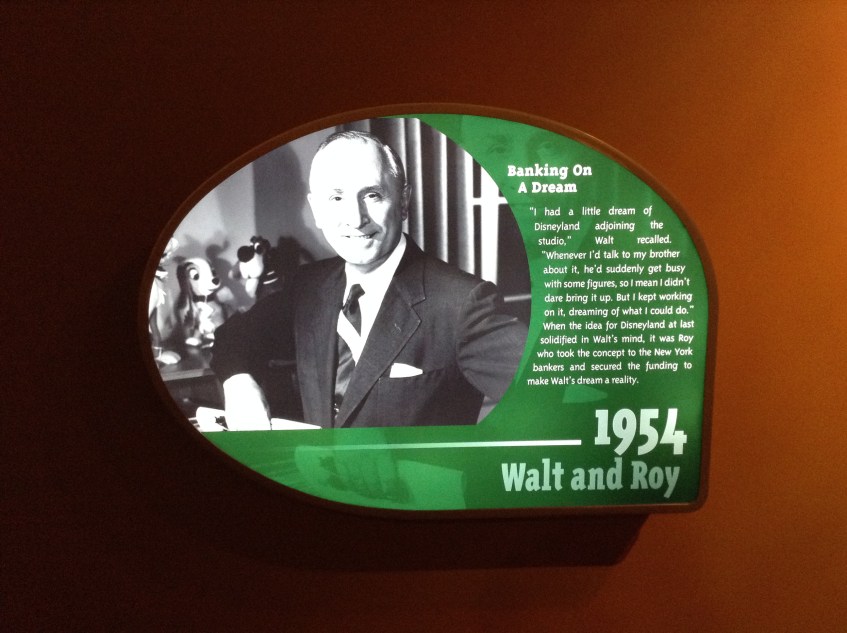 Banking On
A Dream
"I had a little dream of
Disneyland adjoining the
studio," Walt recalled.
"Whenever I'd talk to my brother
about it, he'd suddenly get busy
with some figures, so I mean I didn't
dare bring it up. But I kept working
on it, dreaming of what I could do."
When the idea for Disneyland at last
solidified in Walt's mind, it was Roy
who took the concept to the New York
bankers and secured the funding to
make Walt's dream a reality.
1954
Walt and Roy